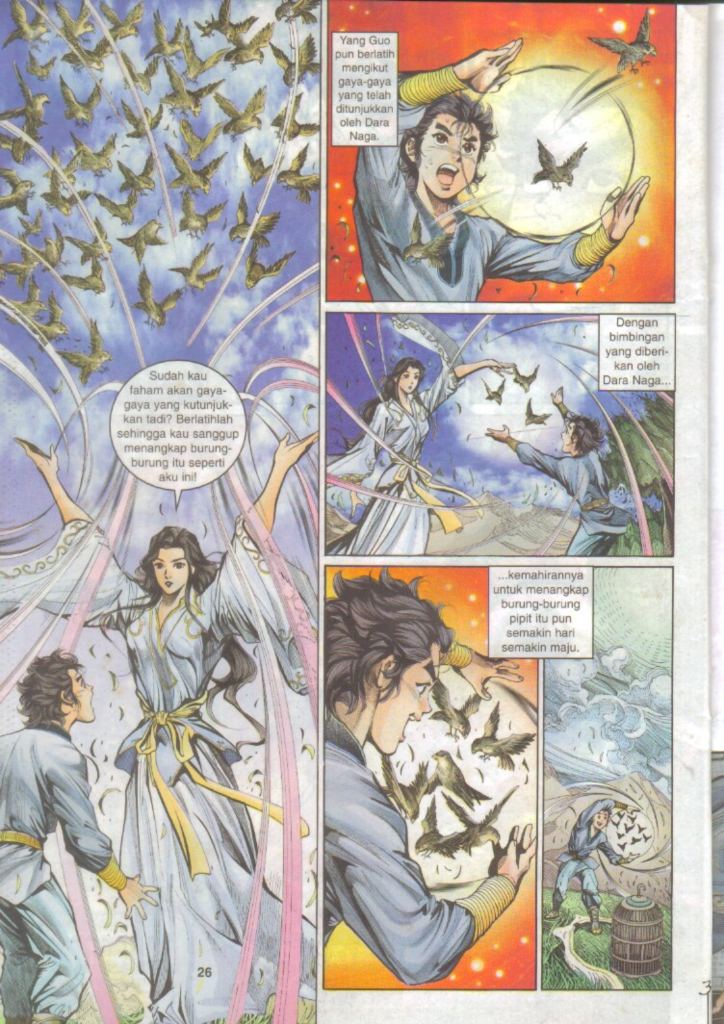 Sudah kau
faham akan gaya-
gaya yang kutunjuk-
kan tadi? Berlatihlah
sehingga kau sanggup
menangkap burung-
burung itu seperti
aku ini!
26
Yang Guo
pun berlatih
mengikut
gaya-gaya
yang telah
ditunjukkan
oleh Dara
Naga.
Dengan
bimbingan
yang diberi-
kan oleh
Dara Naga...
...kemahirannya
untuk menangkap
burung-burung
pipit itu pun
semakin hari
semakin maju.
3